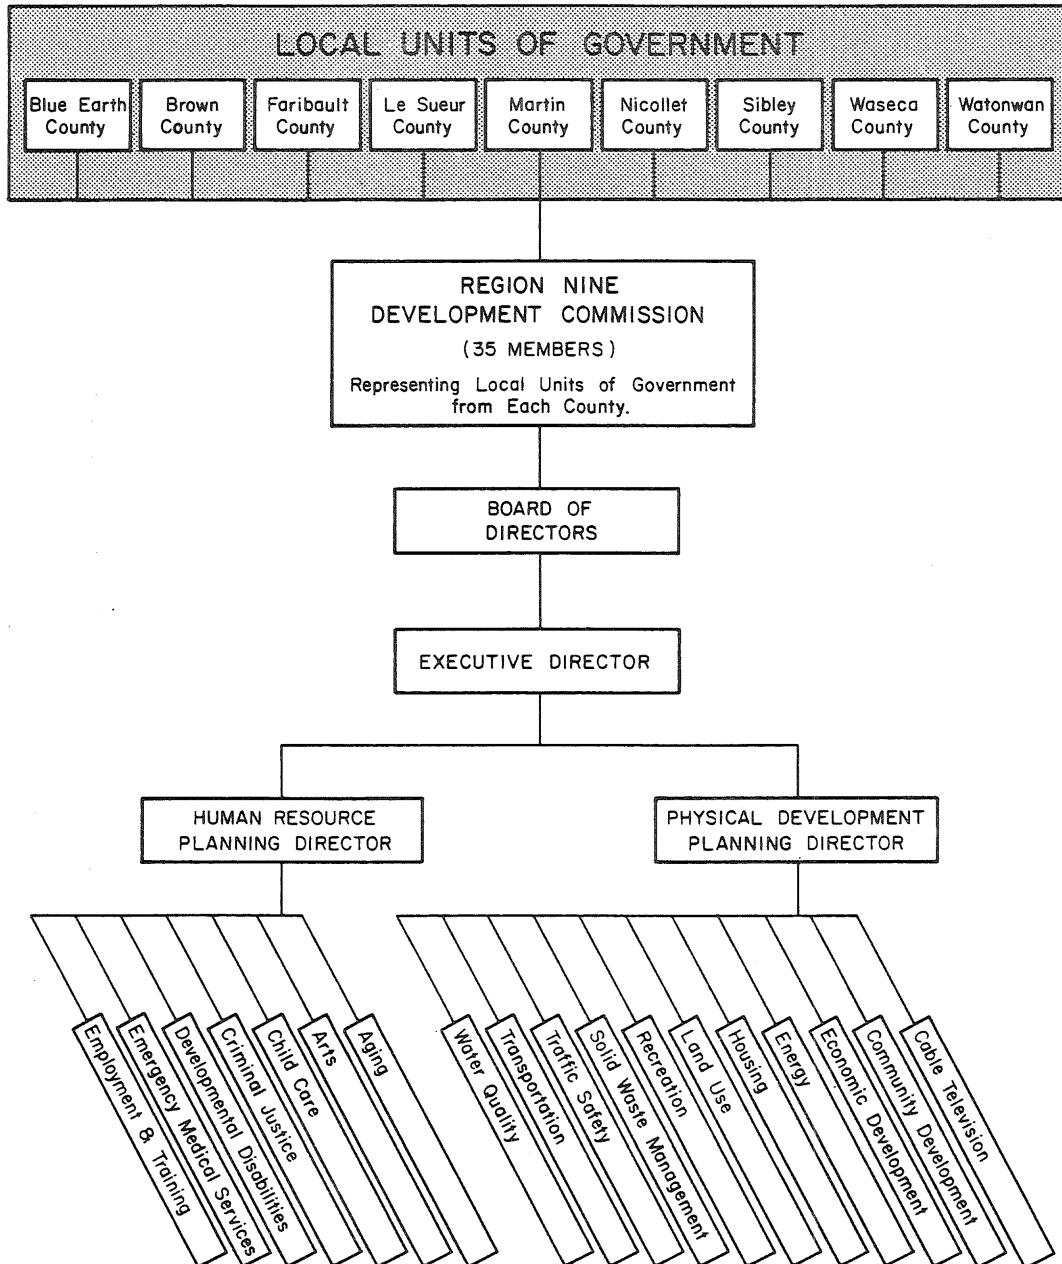 LOCAL UNITS OF GOVERNMENT
Blue Earth
County
Brown
County
Faribault
County
Le Sueur
County
Martin
County
Nicollet
County
Sibley
County
Waseca
County
Watonwan
County
REGION NINE
DEVELOPMENT COMMISSION
(35 MEMBERS)
Representing Local Units of Government
from Each County.
BOARD OF
DIRECTORS
EXECUTIVE DIRECTOR
HUMAN RESOURCE
PLANNING DIRECTOR
PHYSICAL DEVELOPMENT
PLANNING DIRECTOR
Employment & Training
Emergency Medical Services
Developmental Disabilities
Criminal Justice
Child Care
Arts
Aging
Water Quality
Transportation
Traffic Safety
Solid Waste Management
Recreation
Land Use
Housing
Energy
Economic Development
Community Development
Cable Television